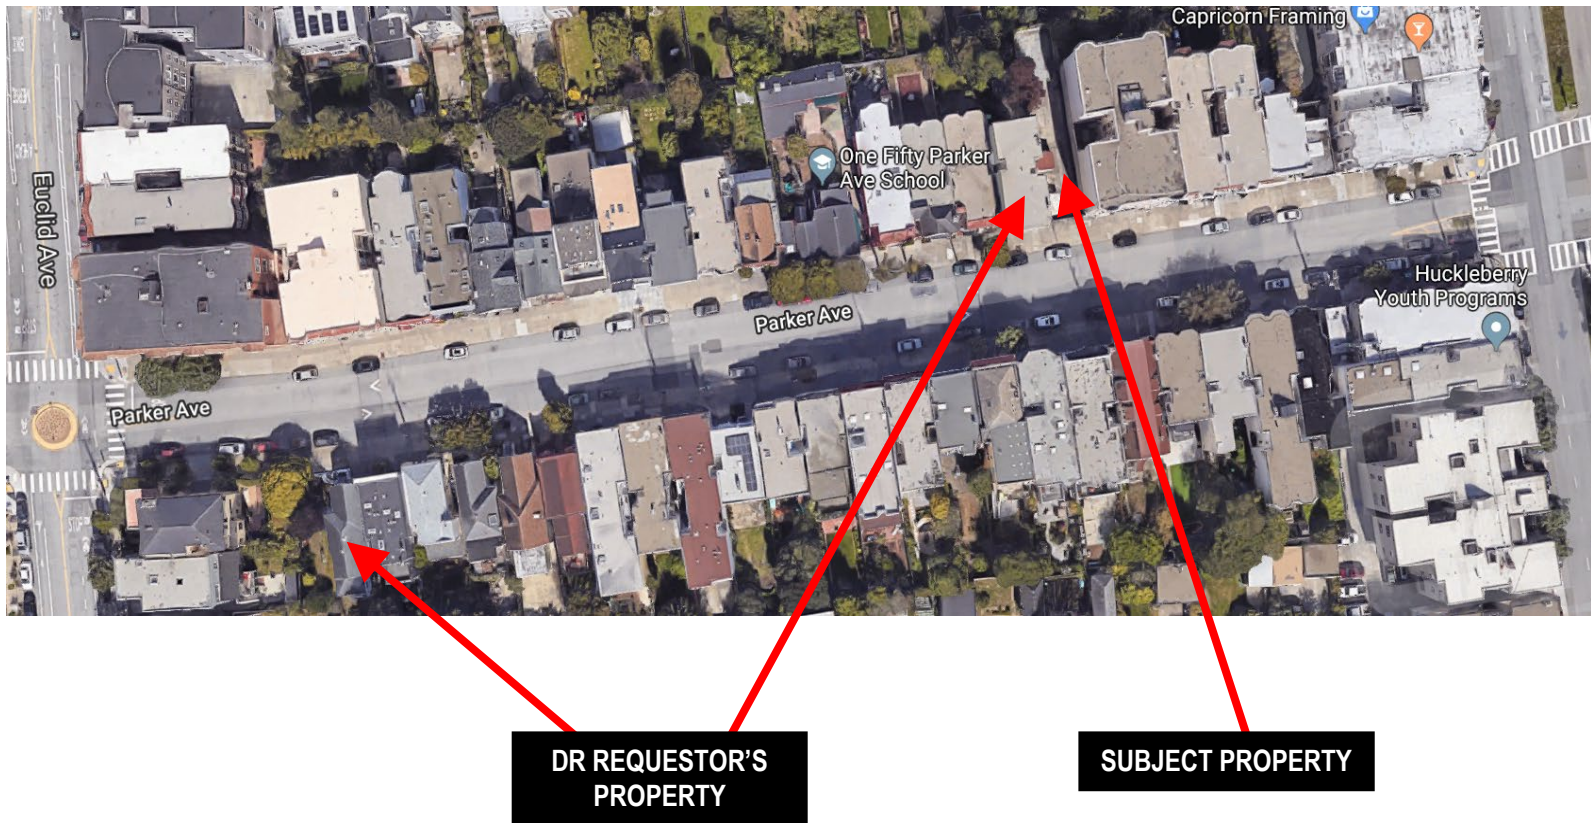 Capricorn Framing
One Fifty Parker
Ave School
Euclid Ave
Huckleberry
Youth Programs
Parker Ave
Parker Ave
STOP
DR REQUESTOR'S
PROPERTY
SUBJECT PROPERTY